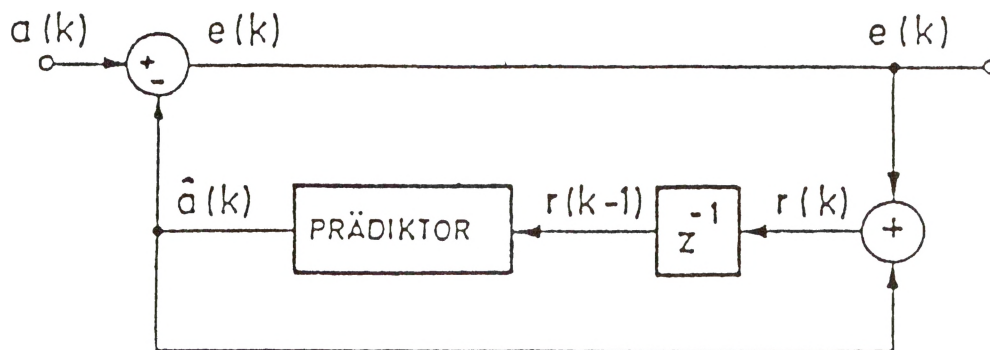 a(k)
e(k)
e(k)
+
-
â(k)
PRÄDIKTOR
r(k-1)
z⁻¹
r(k)
+